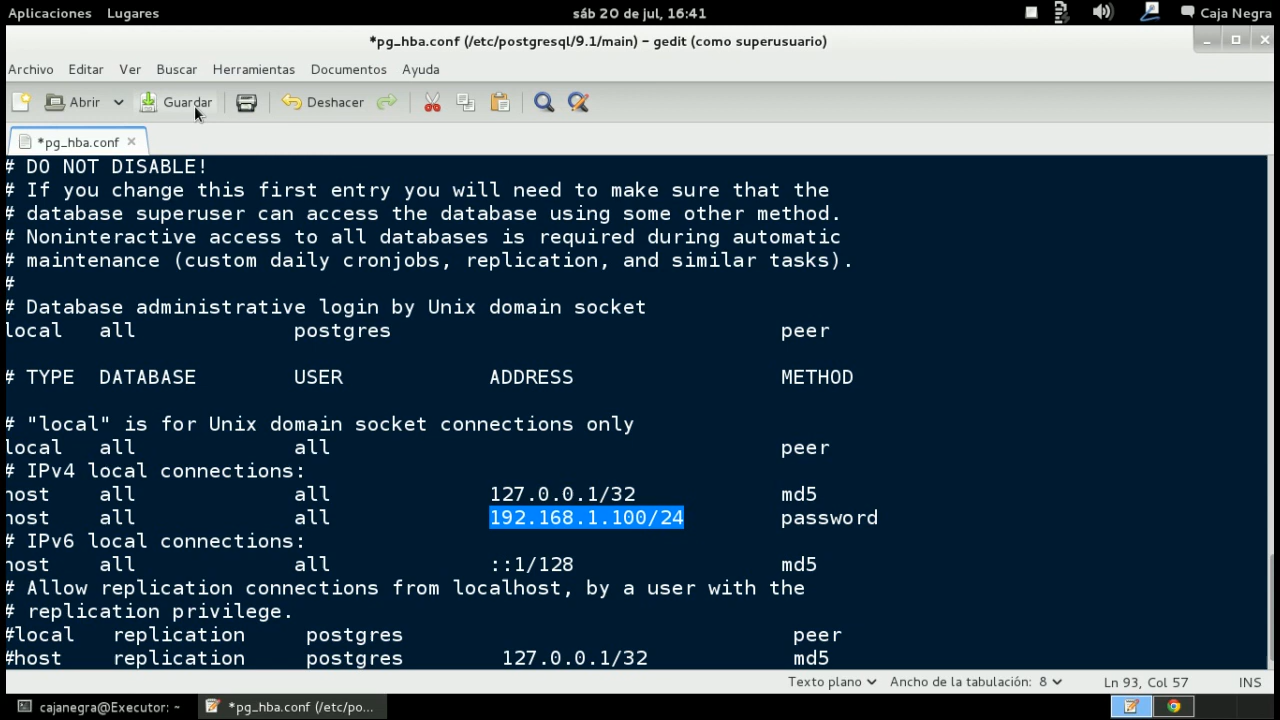 Aplicaciones Lugares sáb 20 de jul, 16:41 Caja Negra
*pg_hba.conf (/etc/postgresql/9.1/main) – gedit (como superusuario)
Archivo Editar Ver Buscar Herramientas Documentos Ayuda
Abrir Guardar Deshacer
*pg_hba.conf
# DO NOT DISABLE!
# If you change this first entry you will need to make sure that the
# database superuser can access the database using some other method.
# Noninteractive access to all databases is required during automatic
# maintenance (custom daily cronjobs, replication, and similar tasks).
#
# Database administrative login by Unix domain socket
local all postgres peer
# TYPE DATABASE USER ADDRESS METHOD
# "local" is for Unix domain socket connections only
local all all peer
# IPv4 local connections:
host all all 127.0.0.1/32 md5
host all all 192.168.1.100/24 password
# IPv6 local connections:
host all all ::1/128 md5
# Allow replication connections from localhost, by a user with the
# replication privilege.
#local replication postgres peer
#host replication postgres 127.0.0.1/32 md5
Texto plano Ancho de la tabulación: 8 Ln 93, Col 57 INS
cajanegra@Executor: ~ *pg_hba.conf (/etc/po...